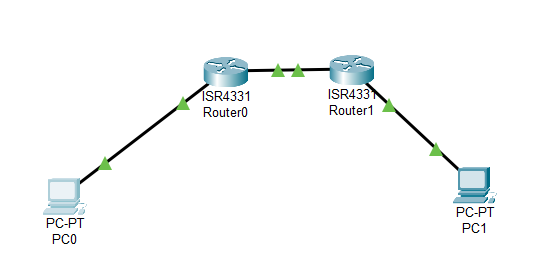 ISR4331
Router0
ISR4331
Router1
PC-PT
PC0
PC-PT
PC1